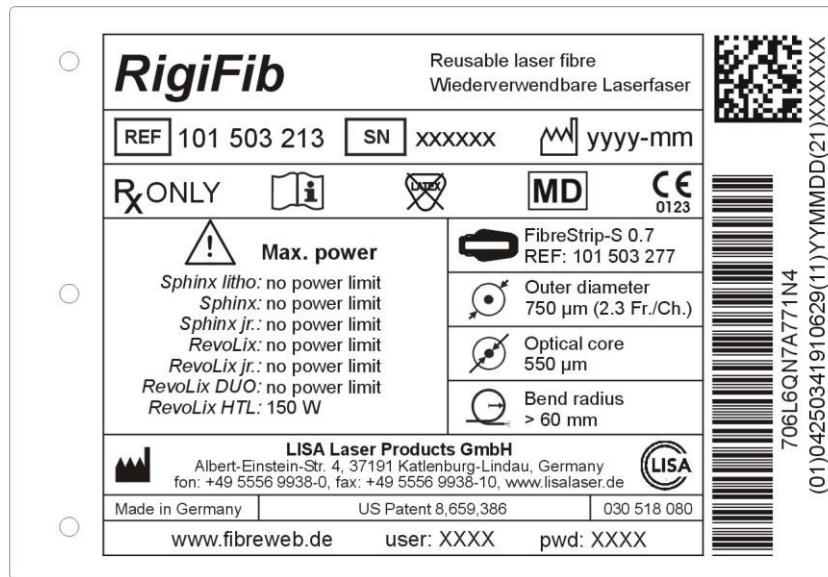 RigiFib
Reusable laser fibre
Wiederverwendbare Laserfaser
REF 101 503 213 SN xxxxxx yyyy-mm
RX ONLY LATEX MD CE
0123
! Max. power
Sphinx litho: no power limit
Sphinx: no power limit
Sphinx jr.: no power limit
RevoLix: no power limit
RevoLix jr.: no power limit
RevoLix DUO: no power limit
RevoLix HTL: 150 W
FibreStrip-S 0.7
REF: 101 503 277
Outer diameter
750 µm (2.3 Fr./Ch.)
Optical core
550 µm
Bend radius
> 60 mm
LISA Laser Products GmbH
Albert-Einstein-Str. 4, 37191 Katlenburg-Lindau, Germany
fon: +49 5556 9938-0, fax: +49 5556 9938-10, www.lisalaser.de
LISA
Made in Germany US Patent 8,659,386 030 518 080
www.fibreweb.de user: XXXX pwd: XXXX
706L6QN7A771N4
(01)04250341910629(11)YYMMDD(21)XXXXXX